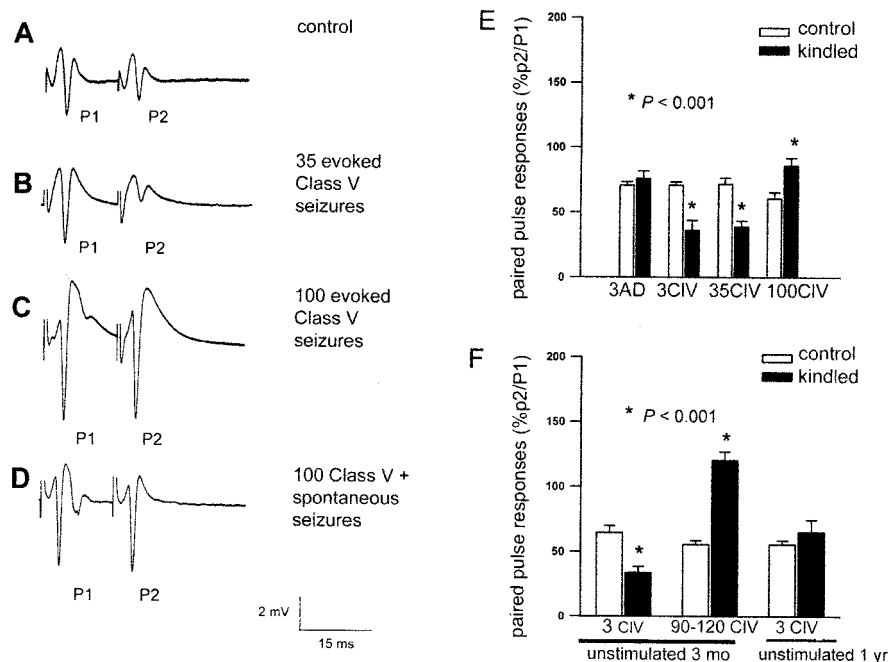 A
control
P1
P2
B
35 evoked
Class V
seizures
P1
P2
C
100 evoked
Class V
seizures
P1
P2
D
100 Class V +
spontaneous
seizures
P1
P2
2 mV
15 ms
E
control
kindled
* P < 0.001
paired pulse responses (%p2/P1)
200
150
100
50
0
*
*
*
3AD 3CIV 35CIV 100CIV
F
control
kindled
* P < 0.001
paired pulse responses (%p2/P1)
200
150
100
50
0
*
*
3 CIV 90-120 CIV 3 CIV
unstimulated 3 mo unstimulated 1 yr